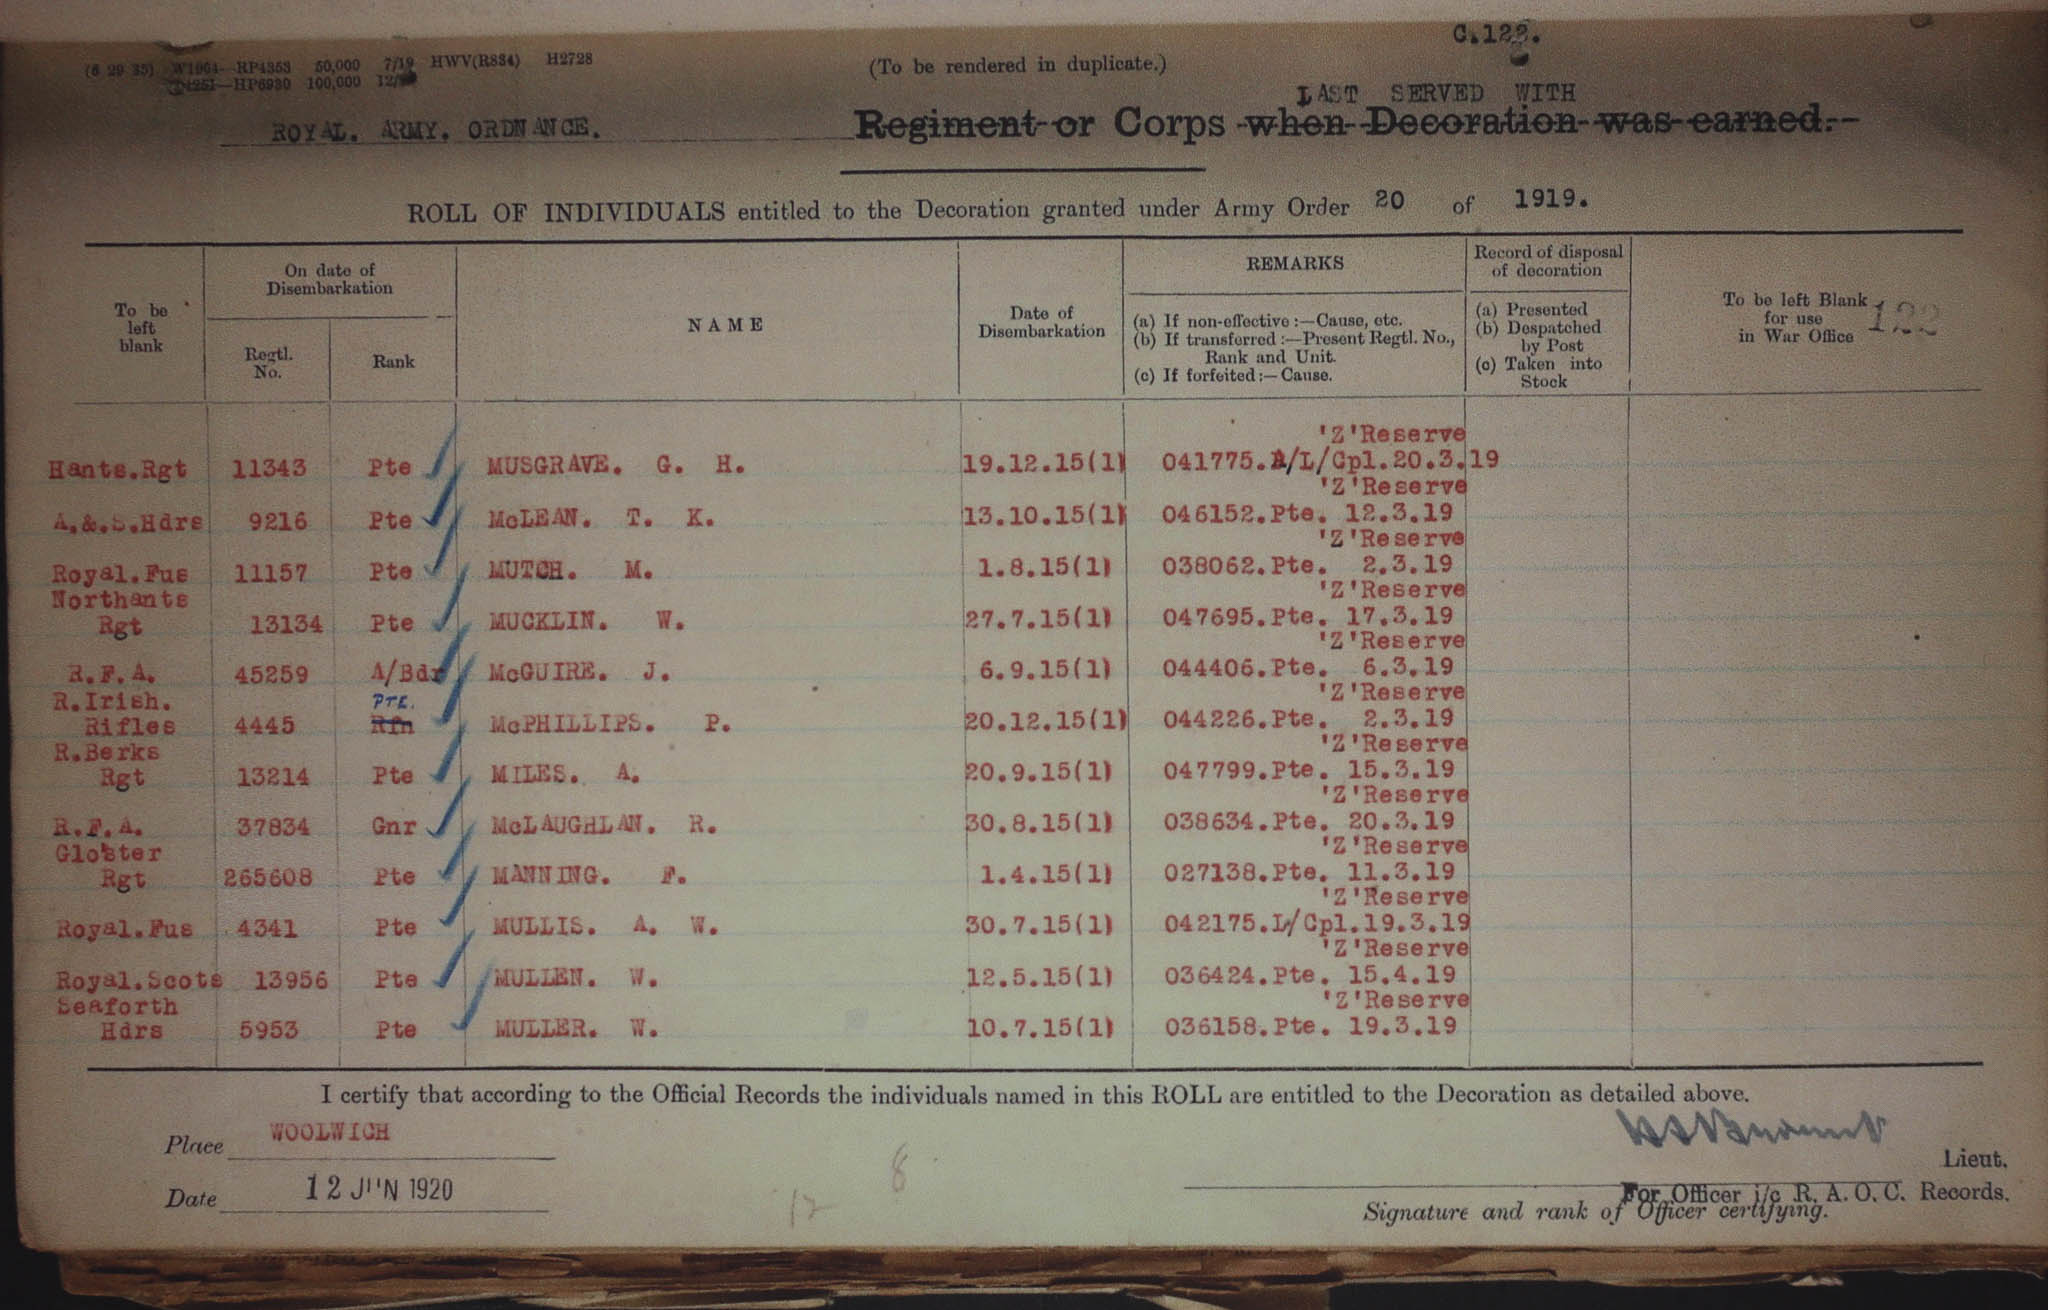 C.122.
(6 29 35) W1964—RP4353 50,000 7/19 HWV(R834) H2728
—HP6930 100,000
(To be rendered in duplicate.)
LAST SERVED WITH
ROYAL. ARMY. ORDNANCE. Regiment or Corps when Decoration was earned.
ROLL OF INDIVIDUALS entitled to the Decoration granted under Army Order 20 of 1919.
To be left blank
On date of Disembarkation
Regtl. No.
Rank
NAME
Date of Disembarkation
REMARKS
(a) If non-effective:—Cause, etc.
(b) If transferred:—Present Regtl. No., Rank and Unit.
(c) If forfeited:—Cause.
Record of disposal of decoration
(a) Presented
(b) Despatched by Post
(c) Taken into Stock
To be left Blank for use in War Office
122
'Z'Reserve
Hants.Rgt 11343 Pte MUSGRAVE. G. H. 19.12.15(1) 041775.A/L/Cpl.20.3.19
'Z'Reserve
A.&.S.Hdrs 9216 Pte McLEAN. T. K. 13.10.15(1) 046152.Pte. 12.3.19
'Z'Reserve
Royal.Fus 11157 Pte MUTCH. M. 1.8.15(1) 038062.Pte. 2.3.19
Northants 'Z'Reserve
Rgt 13134 Pte MUCKLIN. W. 27.7.15(1) 047695.Pte. 17.3.19
'Z'Reserve
R.F.A. 45259 A/Bdr McGUIRE. J. 6.9.15(1) 044406.Pte. 6.3.19
R.Irish. PTE. 'Z'Reserve
Rifles 4445 Rfn McPHILLIPS. P. 20.12.15(1) 044226.Pte. 2.3.19
R.Berks 'Z'Reserve
Rgt 13214 Pte MILES. A. 20.9.15(1) 047799.Pte. 15.3.19
'Z'Reserve
R.F.A. 37834 Gnr McLAUGHLAN. R. 30.8.15(1) 038634.Pte. 20.3.19
Glo'ster 'Z'Reserve
Rgt 265608 Pte MANNING. F. 1.4.15(1) 027138.Pte. 11.3.19
'Z'Reserve
Royal.Fus 4341 Pte MULLIS. A. W. 30.7.15(1) 042175.L/Cpl.19.3.19
'Z'Reserve
Royal.Scots 13956 Pte MULLEN. W. 12.5.15(1) 036424.Pte. 15.4.19
Seaforth 'Z'Reserve
Hdrs 5953 Pte MULLER. W. 10.7.15(1) 036158.Pte. 19.3.19
I certify that according to the Official Records the individuals named in this ROLL are entitled to the Decoration as detailed above.
Place WOOLWICH
Lieut.
Date 12 JUN 1920
8
12
For Officer i/c R.A.O.C. Records.
Signature and rank of Officer certifying.